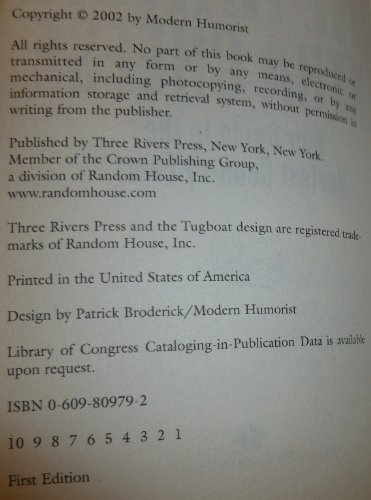 Copyright © 2002 by Modern Humorist
All rights reserved. No part of this book may be reproduced or
transmitted in any form or by any means, electronic or
mechanical, including photocopying, recording, or by any
information storage and retrieval system, without permission in
writing from the publisher.
Published by Three Rivers Press, New York, New York.
Member of the Crown Publishing Group,
a division of Random House, Inc.
www.randomhouse.com
Three Rivers Press and the Tugboat design are registered trade-
marks of Random House, Inc.
Printed in the United States of America
Design by Patrick Broderick/Modern Humorist
Library of Congress Cataloging-in-Publication Data is available
upon request.
ISBN 0-609-80979-2
10 9 8 7 6 5 4 3 2 1
First Edition